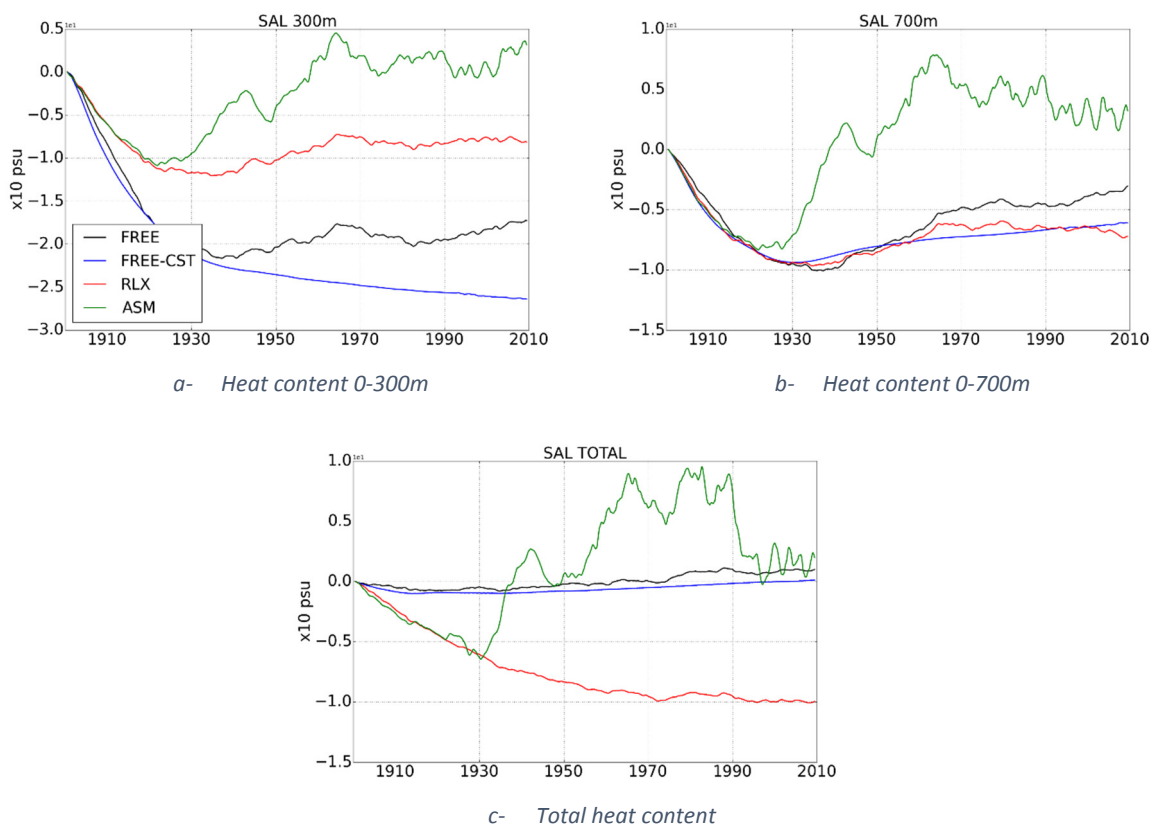 SAL 300m
1e1
0.5
0.0
−0.5
−1.0
−1.5
−2.0
−2.5
−3.0
x10 psu
FREE
FREE-CST
RLX
ASM
1910 1930 1950 1970 1990 2010
a- Heat content 0-300m
SAL 700m
1e1
1.0
0.5
0.0
−0.5
−1.0
−1.5
x10 psu
1910 1930 1950 1970 1990 2010
b- Heat content 0-700m
SAL TOTAL
1e1
1.0
0.5
0.0
−0.5
−1.0
−1.5
x10 psu
1910 1930 1950 1970 1990 2010
c- Total heat content